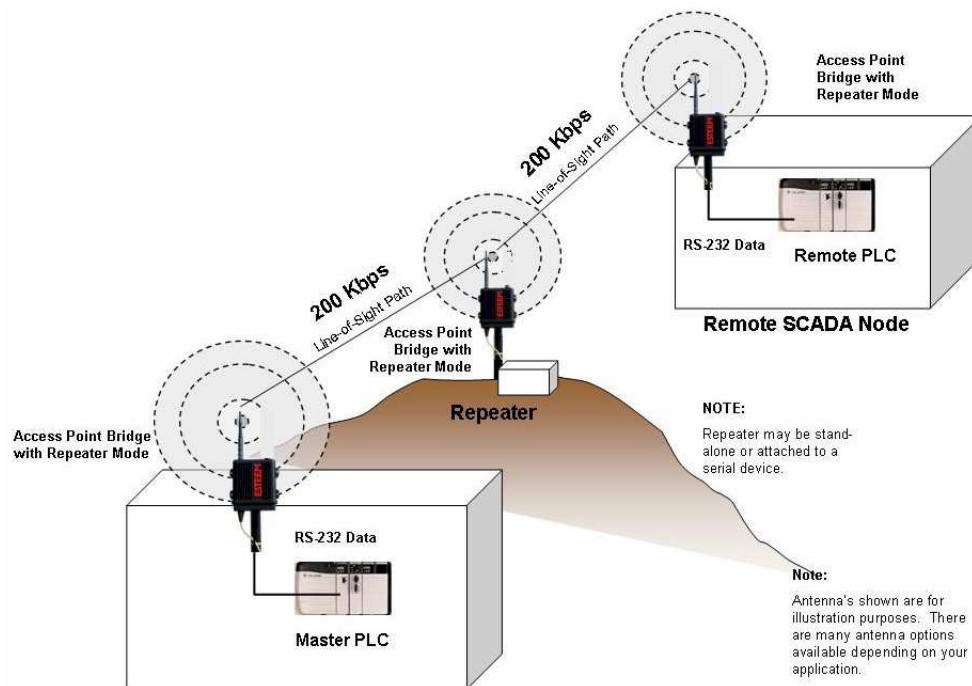 Access Point
Bridge with
Repeater Mode
200 Kbps
Line-of-Sight Path
ESTEEM
RS-232 Data
Remote PLC
Remote SCADA Node
200 Kbps
Line-of-Sight Path
ESTEEM
Access Point
Bridge with
Repeater Mode
Repeater
NOTE:
Repeater may be stand-
alone or attached to a
serial device.
Access Point Bridge
with Repeater Mode
ESTEEM
RS-232 Data
Master PLC
Note:
Antenna's shown are for
illustration purposes. There
are many antenna options
available depending on your
application.